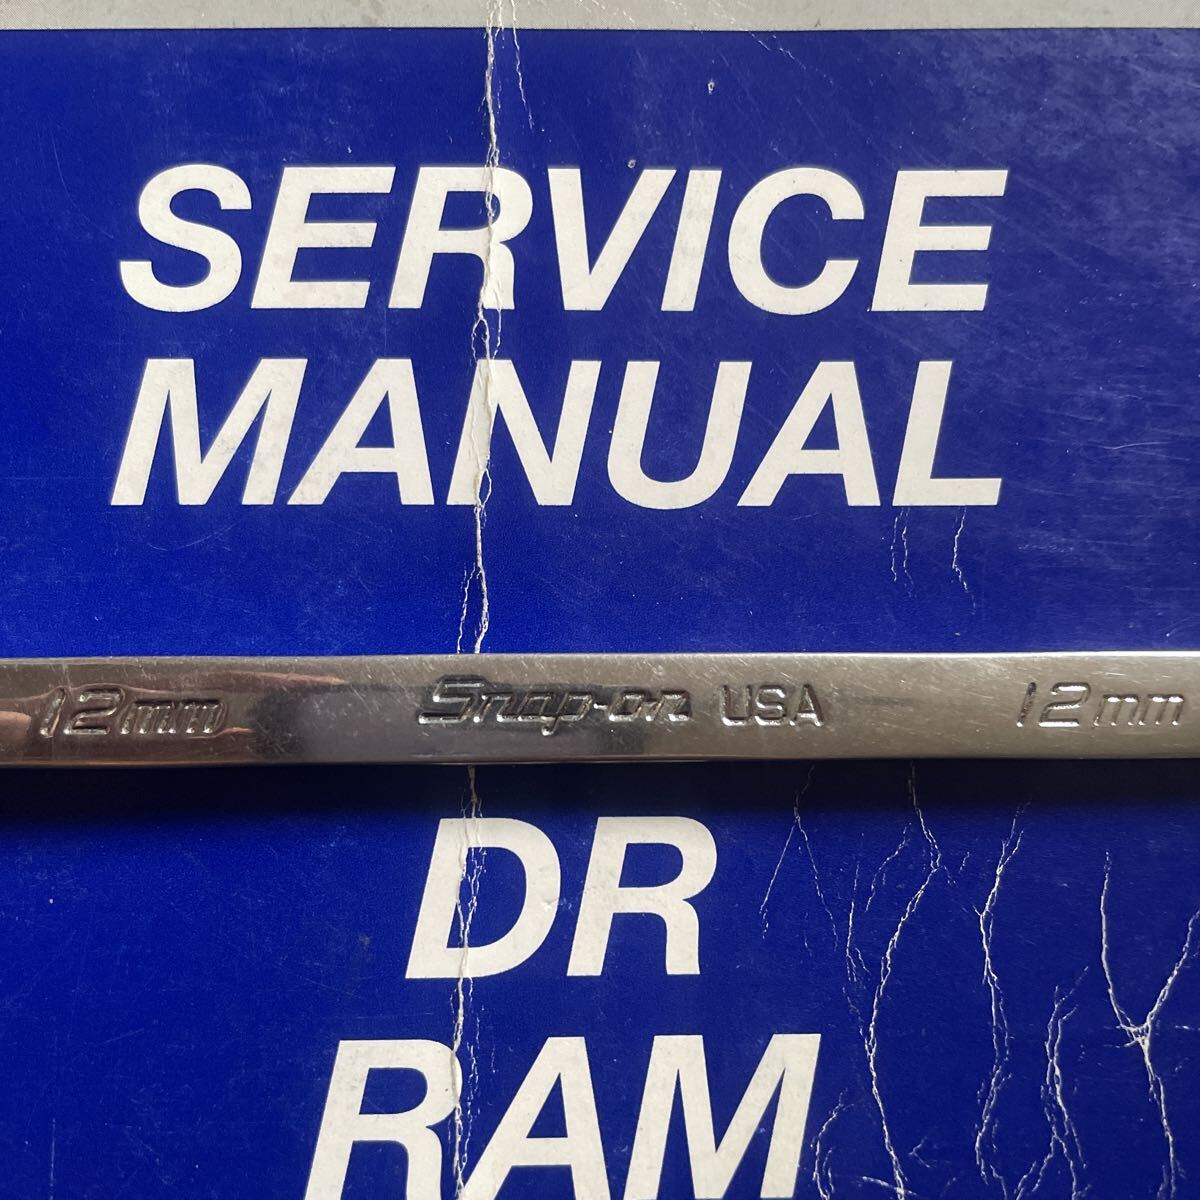 SERVICE
MANUAL
12mm Snap-on USA 12mm
DR
RAM